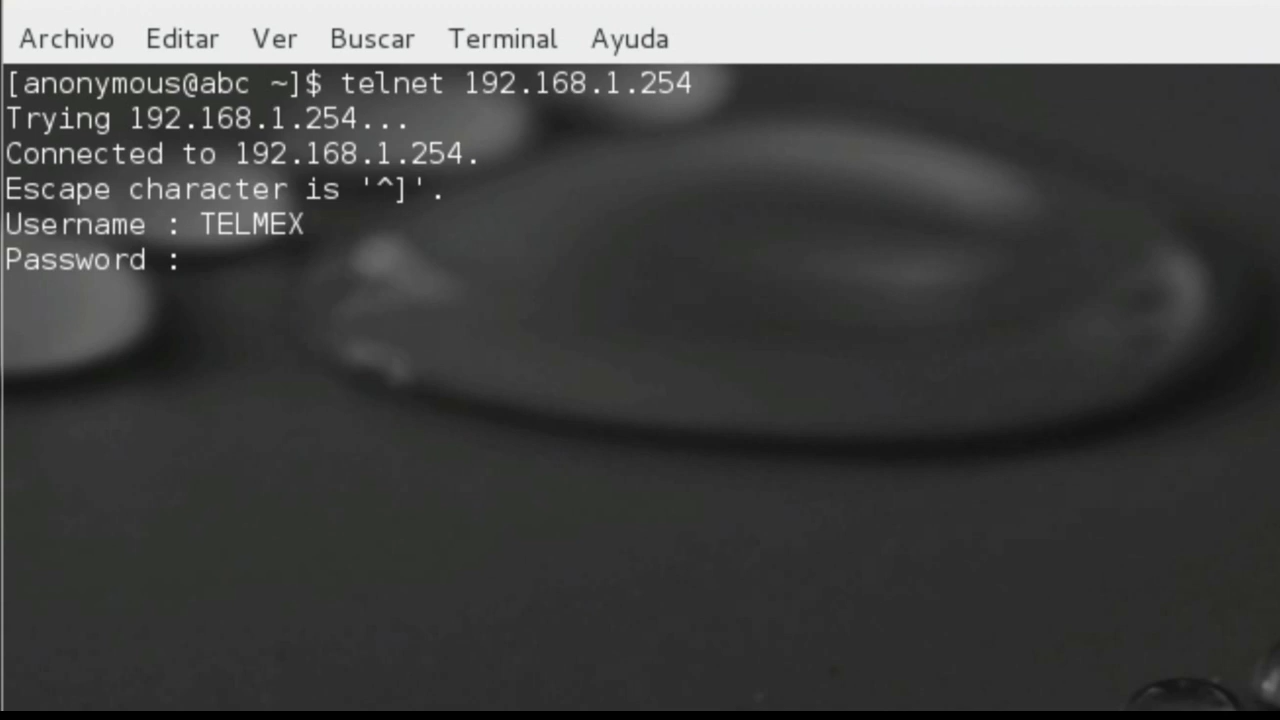 Archivo Editar Ver Buscar Terminal Ayuda
[anonymous@abc ~]$ telnet 192.168.1.254
Trying 192.168.1.254...
Connected to 192.168.1.254.
Escape character is '^]'.
Username : TELMEX
Password :